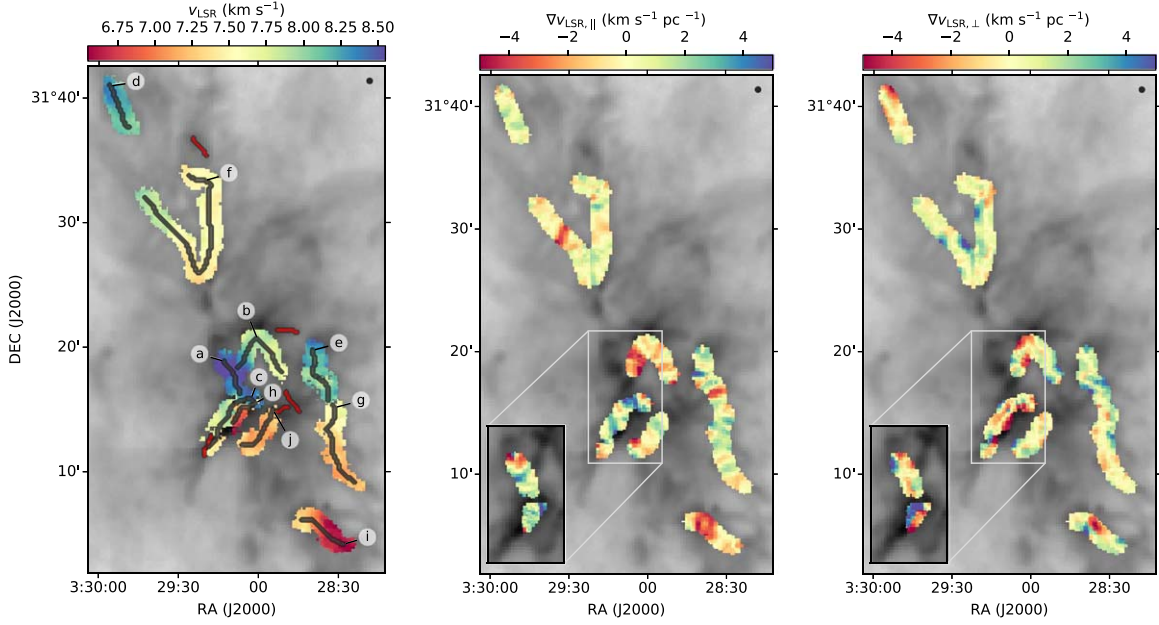 v_LSR (km s⁻¹)
6.75 7.00 7.25 7.50 7.75 8.00 8.25 8.50
31°40'
30'
20'
10'
DEC (J2000)
d
f
b
a
e
c
h
g
j
i
3:30:00 29:30 00 28:30
RA (J2000)
∇v_LSR,∥ (km s⁻¹ pc⁻¹)
−4 −2 0 2 4
31°40'
30'
20'
10'
3:30:00 29:30 00 28:30
RA (J2000)
∇v_LSR,⊥ (km s⁻¹ pc⁻¹)
−4 −2 0 2 4
31°40'
30'
20'
10'
3:30:00 29:30 00 28:30
RA (J2000)